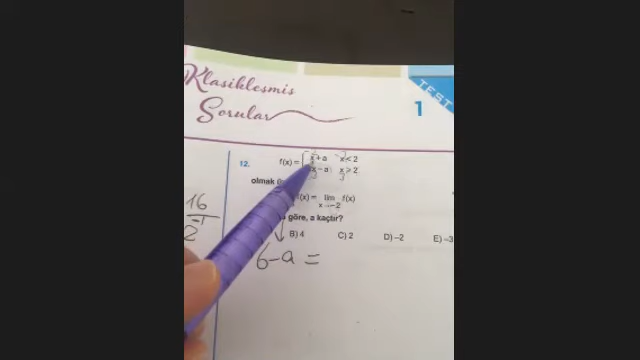 Klasikleşmiş
Sorular
TEST
1
12.
f(x) = x + a x < 2
x – a x ≥ 2
olmak
f(x) = lim f(x)
x→–2
göre, a kaçtır?
B) 4 C) 2 D) –2 E) –3
6 – a =
16
2